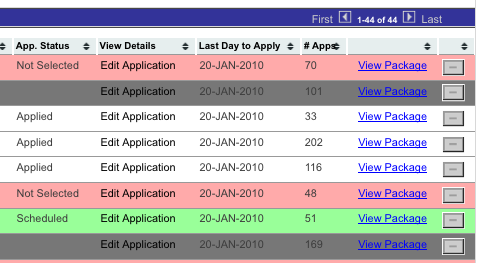 First 1-44 of 44 Last
App. Status View Details Last Day to Apply # Apps
Not Selected Edit Application 20-JAN-2010 70 View Package
Edit Application 20-JAN-2010 101 View Package
Applied Edit Application 20-JAN-2010 33 View Package
Applied Edit Application 20-JAN-2010 202 View Package
Applied Edit Application 20-JAN-2010 116 View Package
Not Selected Edit Application 20-JAN-2010 48 View Package
Scheduled Edit Application 20-JAN-2010 51 View Package
Edit Application 20-JAN-2010 169 View Package